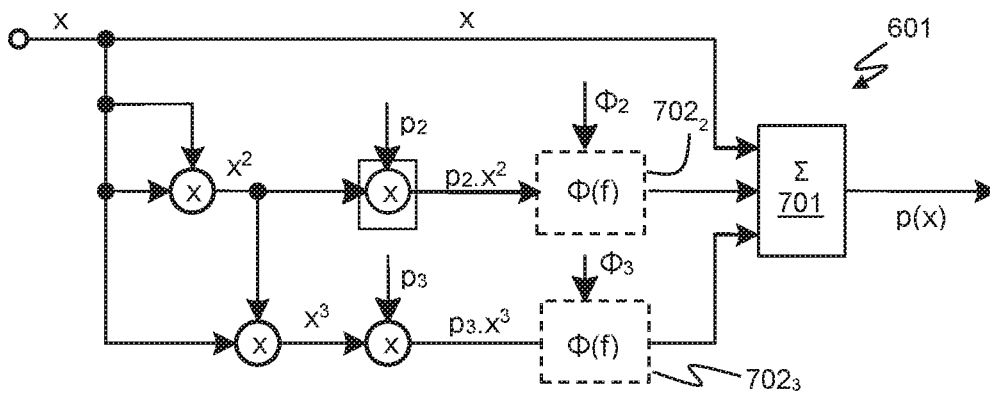 x
x
601
p₂
Φ₂
702₂
x²
x
x
p₂.x²
Φ(f)
Σ
701
p(x)
p₃
Φ₃
x³
x
x
p₃.x³
Φ(f)
702₃